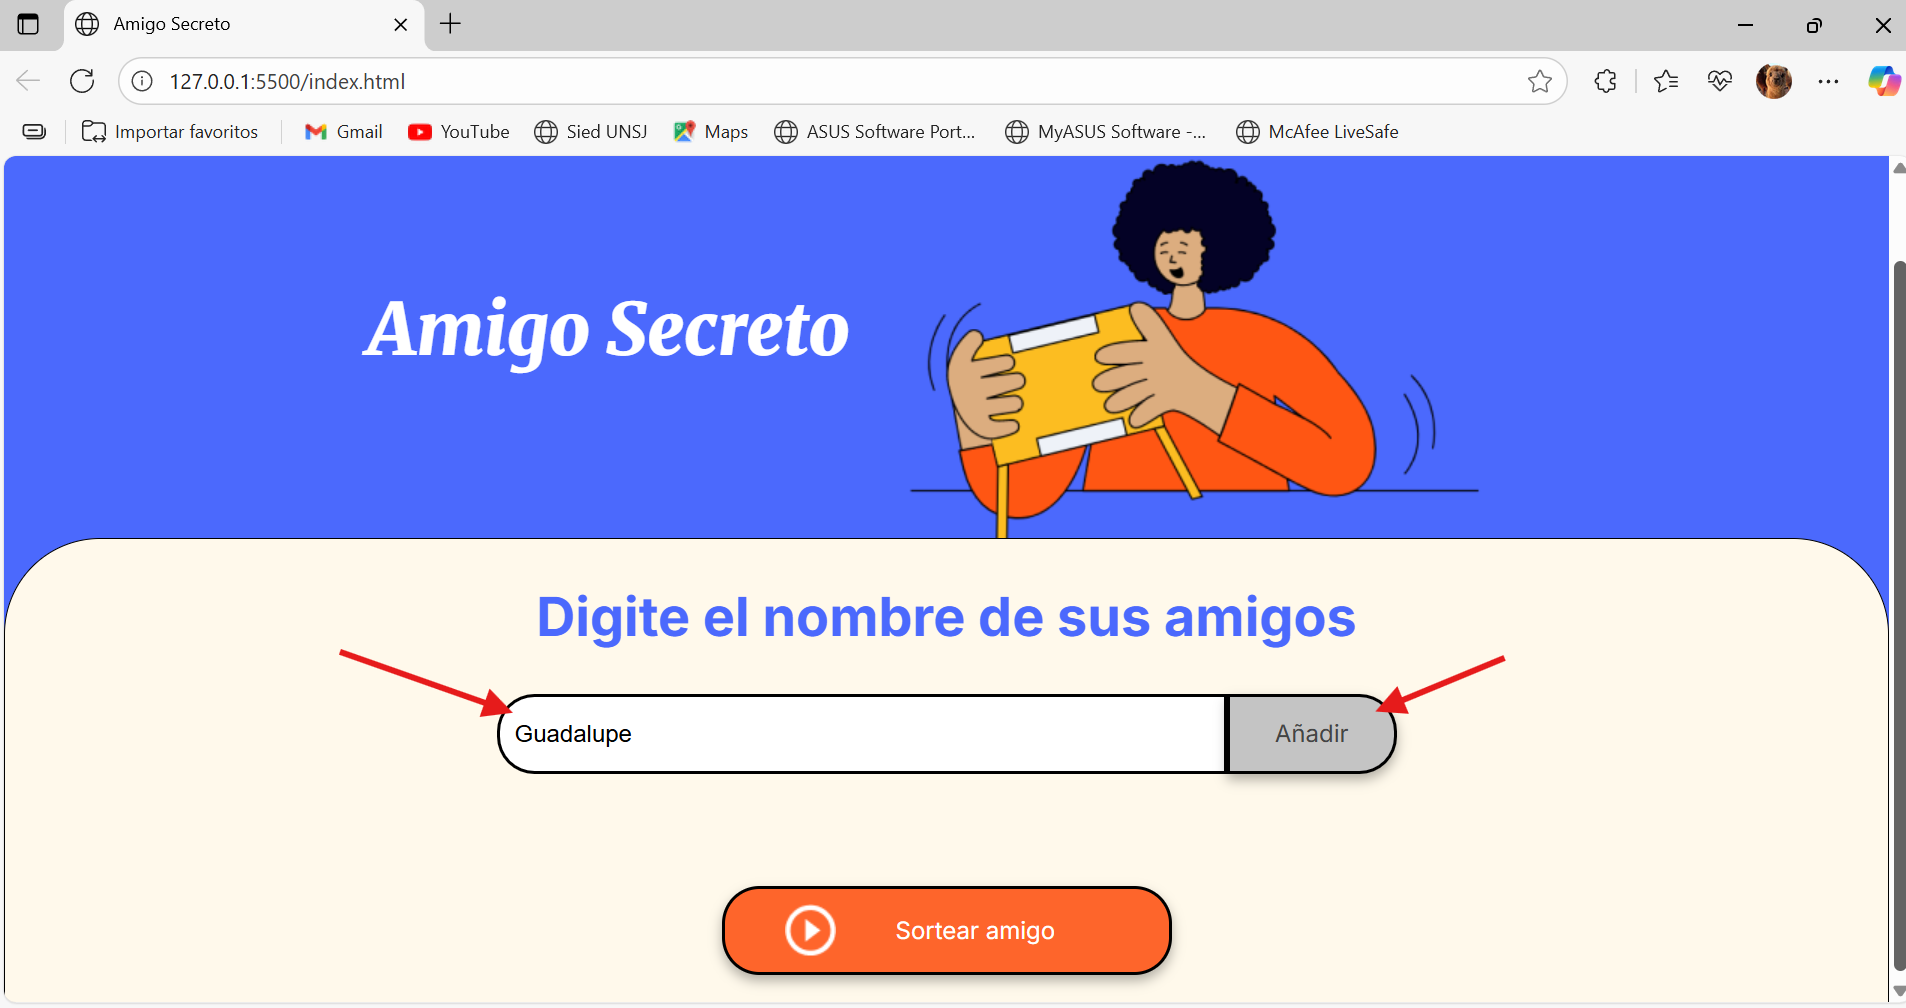 Amigo Secreto
127.0.0.1:5500/index.html
Importar favoritos Gmail YouTube Sied UNSJ Maps ASUS Software Port... MyASUS Software -... McAfee LiveSafe
Amigo Secreto
Digite el nombre de sus amigos
Guadalupe Añadir
Sortear amigo